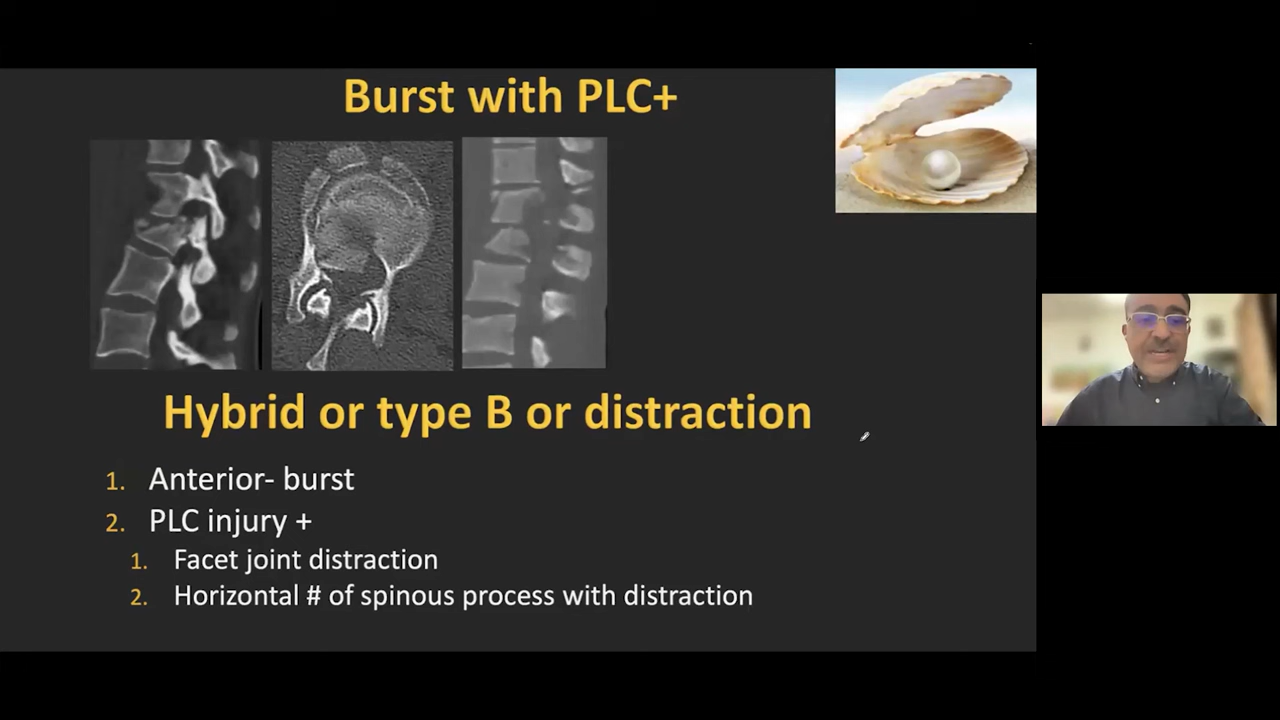 Burst with PLC+
Hybrid or type B or distraction
1. Anterior- burst
2. PLC injury +
1. Facet joint distraction
2. Horizontal # of spinous process with distraction